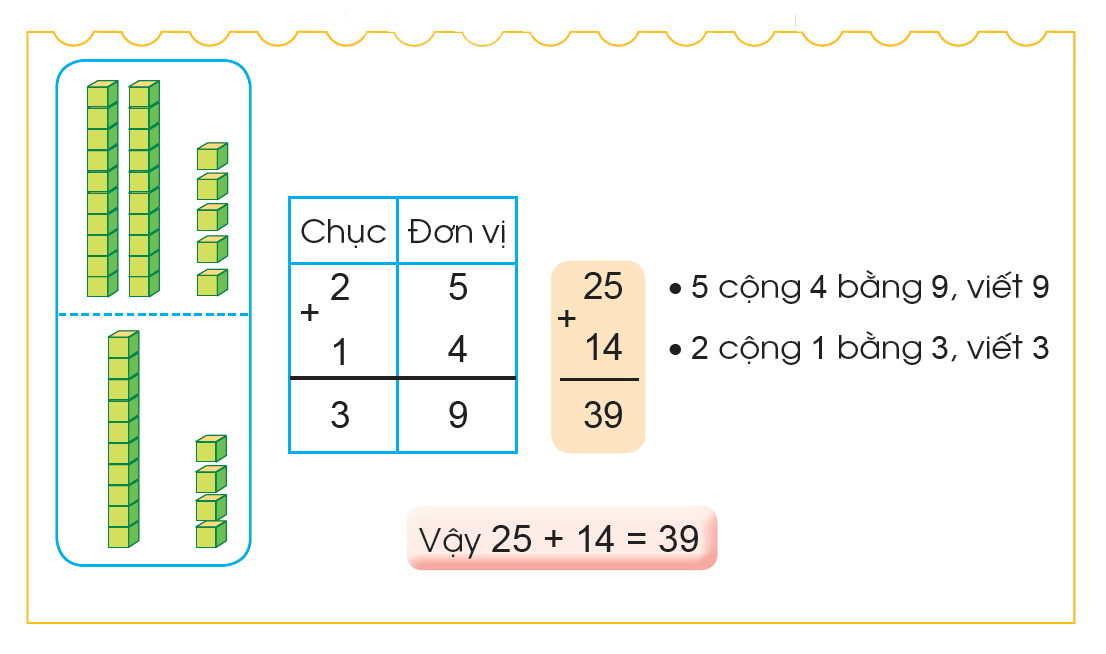 Chục Đơn vị
2 5
+
1 4
3 9
25
+
14
39
• 5 cộng 4 bằng 9, viết 9
• 2 cộng 1 bằng 3, viết 3
Vậy 25 + 14 = 39